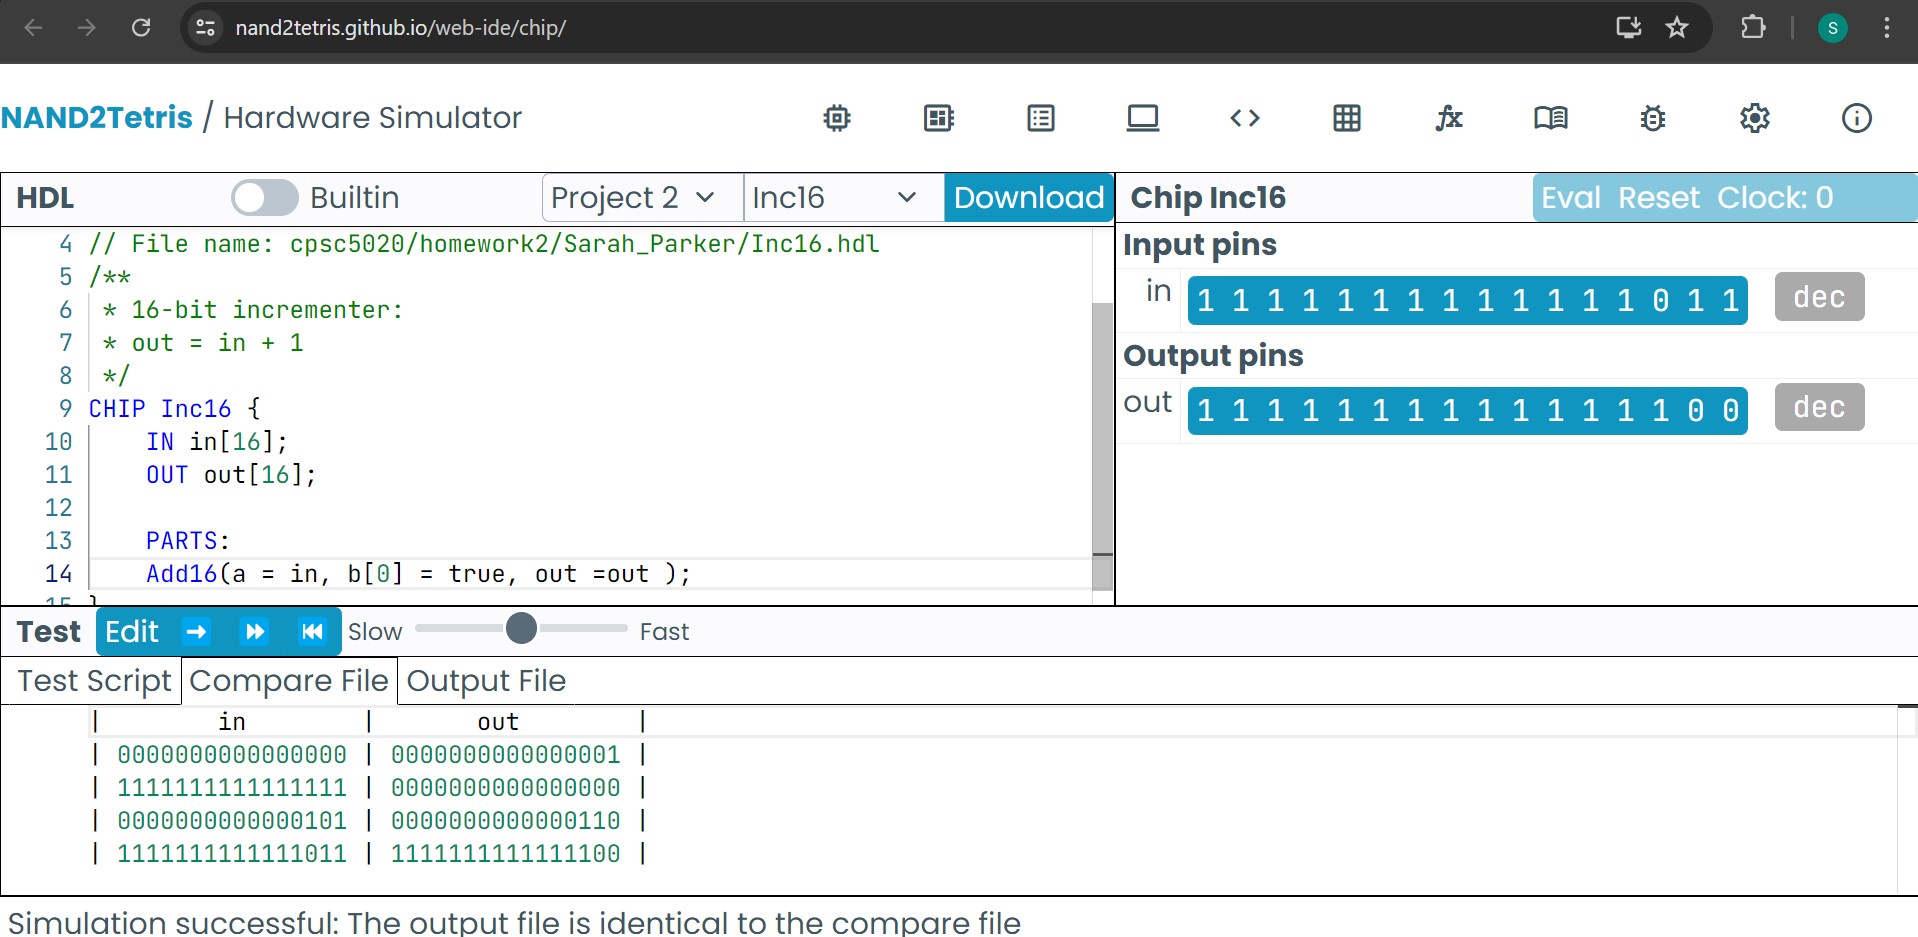 nand2tetris.github.io/web-ide/chip/
S
NAND2Tetris / Hardware Simulator
HDL Builtin Project 2 Inc16 Download
4 // File name: cpsc5020/homework2/Sarah_Parker/Inc16.hdl
5 /**
6 * 16-bit incrementer:
7 * out = in + 1
8 */
9 CHIP Inc16 {
10 IN in[16];
11 OUT out[16];
12
13 PARTS:
14 Add16(a = in, b[0] = true, out =out );
15 }
Chip Inc16 Eval Reset Clock: 0
Input pins
in 1 1 1 1 1 1 1 1 1 1 1 1 1 0 1 1 dec
Output pins
out 1 1 1 1 1 1 1 1 1 1 1 1 1 1 0 0 dec
Test Edit Slow Fast
Test Script Compare File Output File
| in | out |
| 0000000000000000 | 0000000000000001 |
| 1111111111111111 | 0000000000000000 |
| 0000000000000101 | 0000000000000110 |
| 1111111111111011 | 1111111111111100 |
Simulation successful: The output file is identical to the compare file